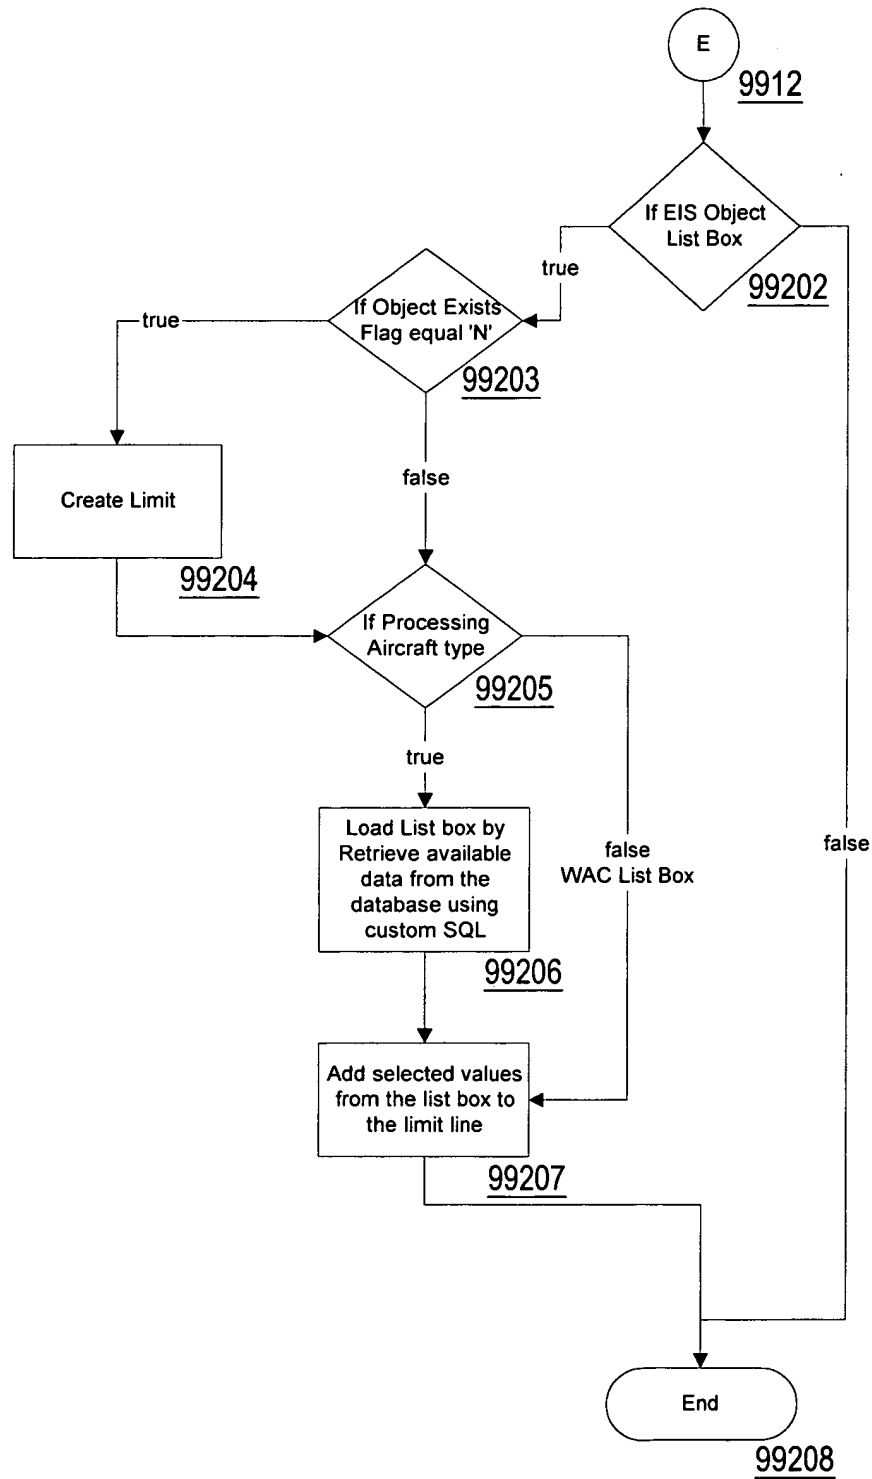 E
9912
If EIS Object
List Box
99202
true
If Object Exists
Flag equal 'N'
99203
true
false
Create Limit
99204
If Processing
Aircraft type
99205
true
Load List box by
Retrieve available
data from the
database using
custom SQL
99206
false
WAC List Box
false
Add selected values
from the list box to
the limit line
99207
End
99208